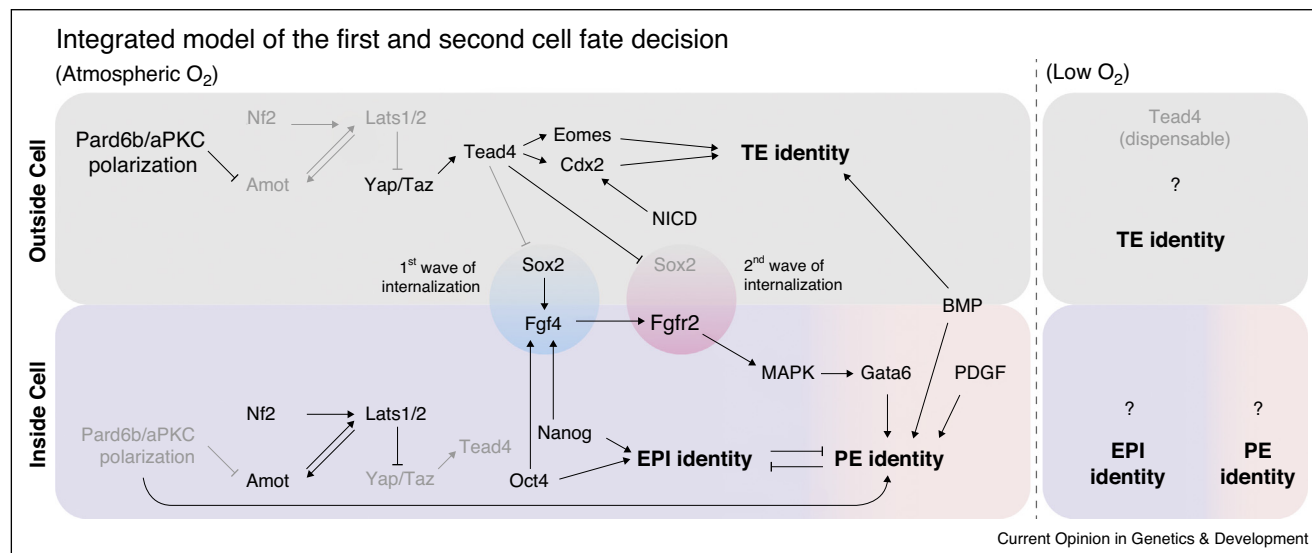 Integrated model of the first and second cell fate decision
(Atmospheric O2)
(Low O2)
Outside Cell
Pard6b/aPKC
polarization
Nf2
Lats1/2
Amot
Yap/Taz
Tead4
Eomes
Cdx2
TE identity
NICD
Tead4
(dispensable)
?
TE identity
1st wave of
internalization
Sox2
Sox2
2nd wave of
internalization
Fgf4
Fgfr2
BMP
Inside Cell
MAPK
Gata6
PDGF
Nf2
Lats1/2
Pard6b/aPKC
polarization
Amot
Yap/Taz
Tead4
Nanog
Oct4
EPI identity
PE identity
?
EPI
identity
?
PE
identity
Current Opinion in Genetics & Development